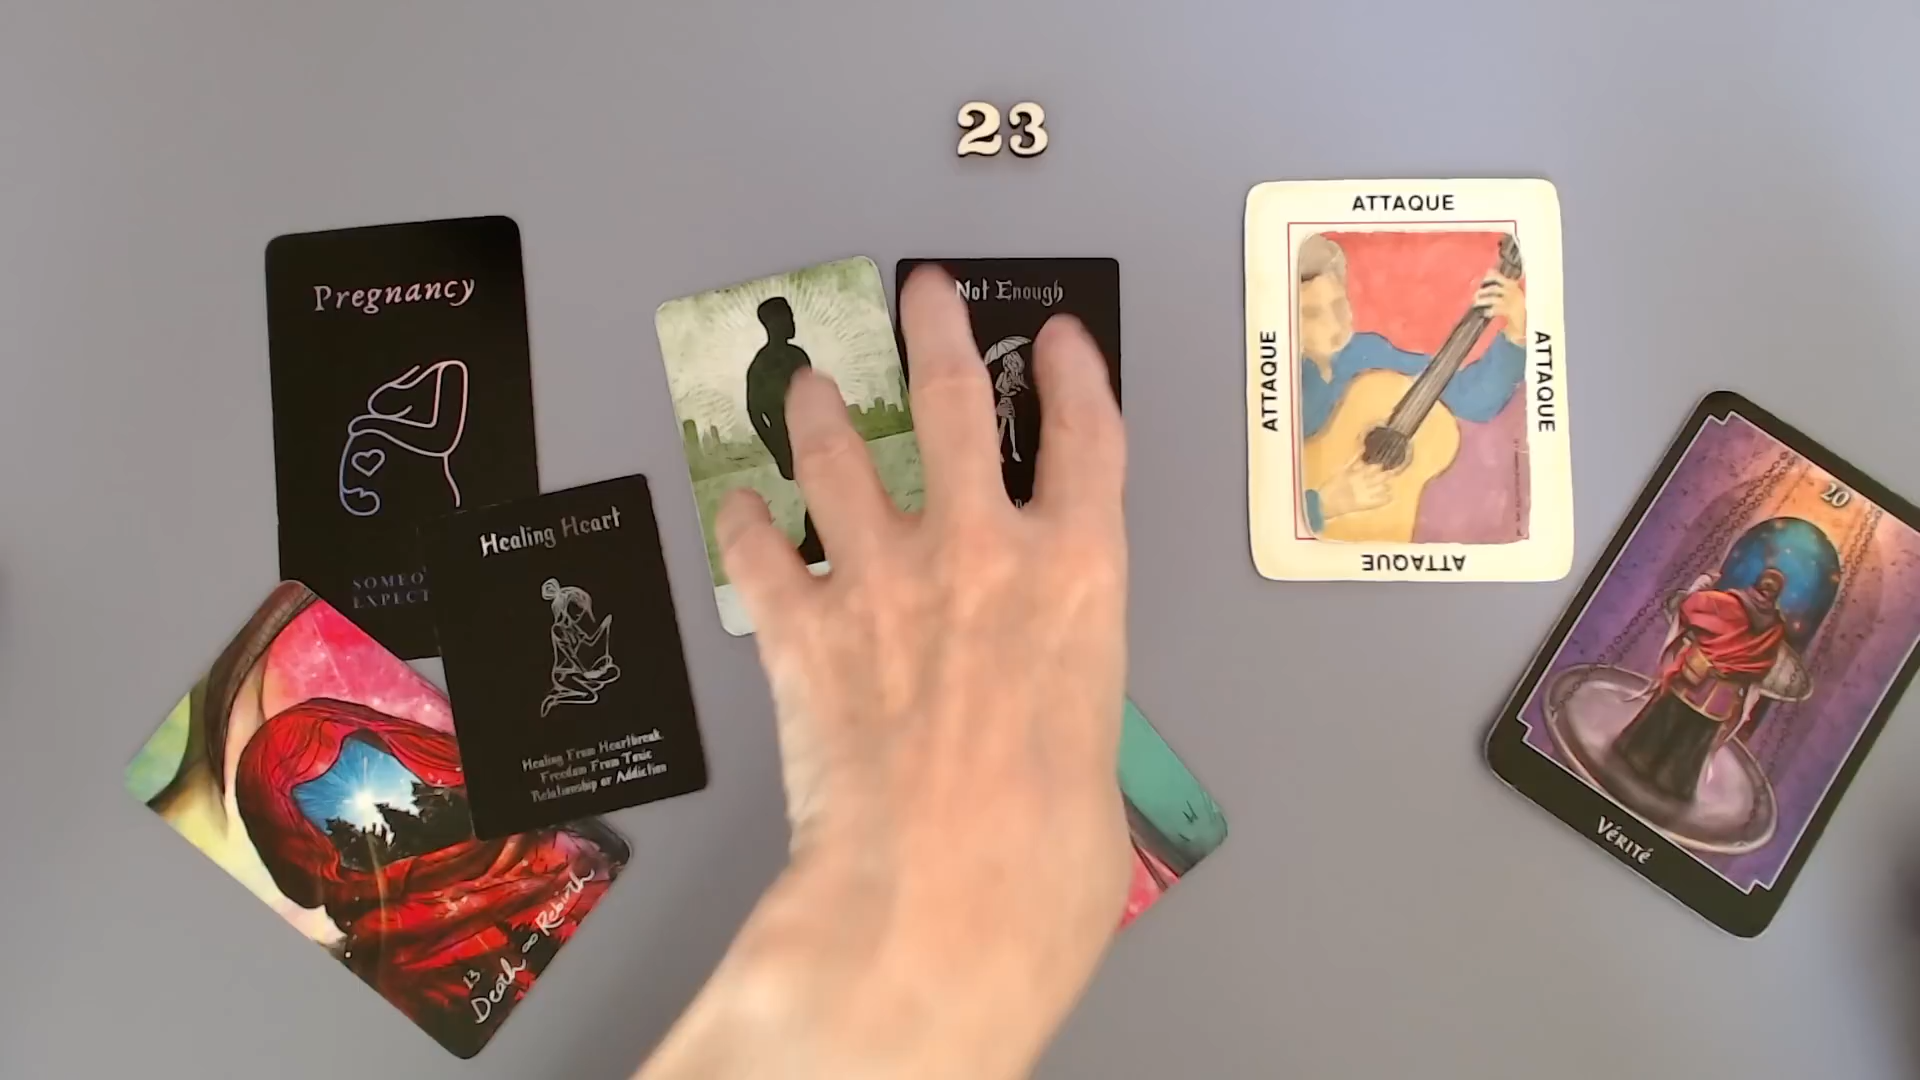 23
Pregnancy
SOMEO
EXPECT
Healing Heart
Healing From Heartbreak
Freedom From Toxic
Relationship or Addiction
13
Death ∞ Rebirth
Not Enough
ATTAQUE
ATTAQUE
ATTAQUE
ATTAQUE
20
Vérité